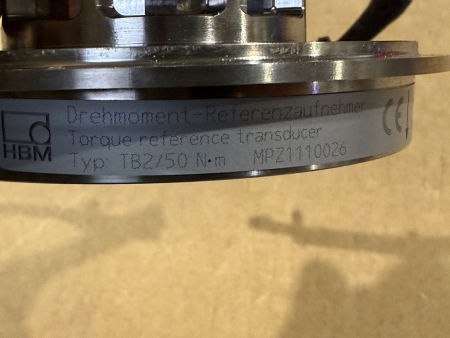 Drehmoment-Referenzaufnehmer
Torque reference transducer
Typ: TB2/50 N·m MPZ1110026
HBM
CE